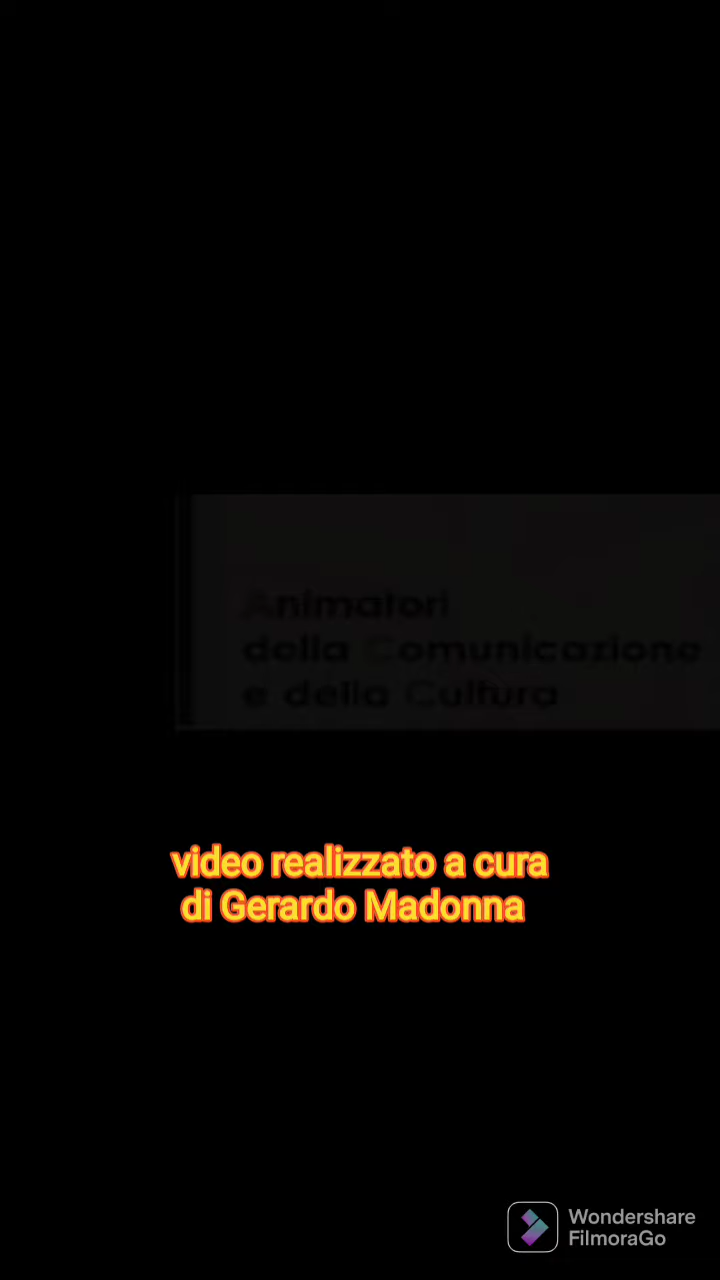 Animatori
della Comunicazione
e della Cultura
video realizzato a cura
di Gerardo Madonna
Wondershare
FilmoraGo